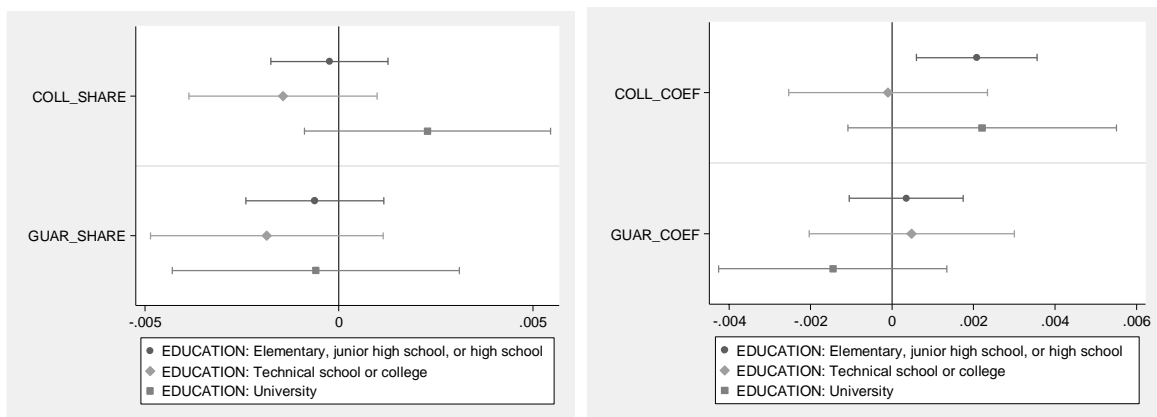 COLL_SHARE
GUAR_SHARE
-.005 0 .005
EDUCATION: Elementary, junior high school, or high school
EDUCATION: Technical school or college
EDUCATION: University
COLL_COEF
GUAR_COEF
-.004 -.002 0 .002 .004 .006
EDUCATION: Elementary, junior high school, or high school
EDUCATION: Technical school or college
EDUCATION: University